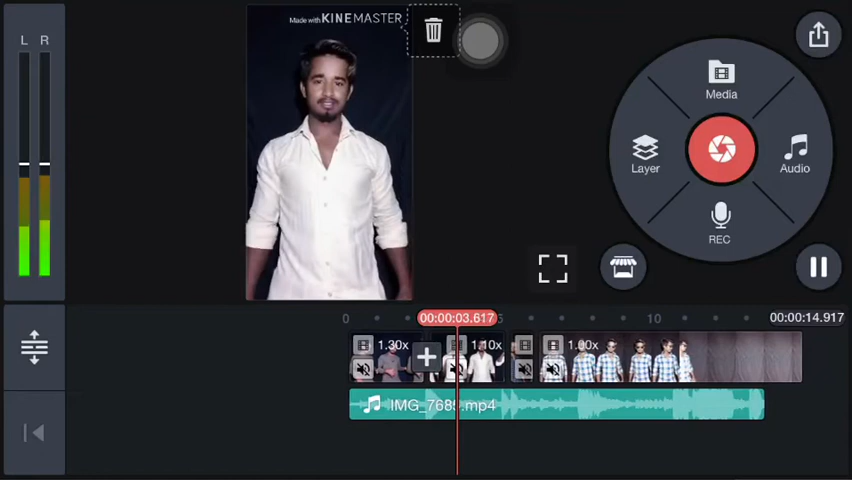 L R
Made with KINEMASTER
Media
Layer
Audio
REC
0
00:00:03.617
5
10
00:00:14.917
1.30x
1.10x
1.00x
IMG_7689.mp4